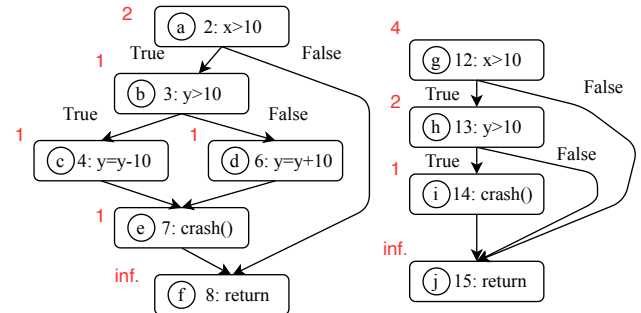 2
a 2: x>10
True
False
1
b 3: y>10
True
False
1
c 4: y=y-10
1
d 6: y=y+10
1
e 7: crash()
inf.
f 8: return
4
g 12: x>10
True
False
2
h 13: y>10
True
False
1
i 14: crash()
inf.
j 15: return